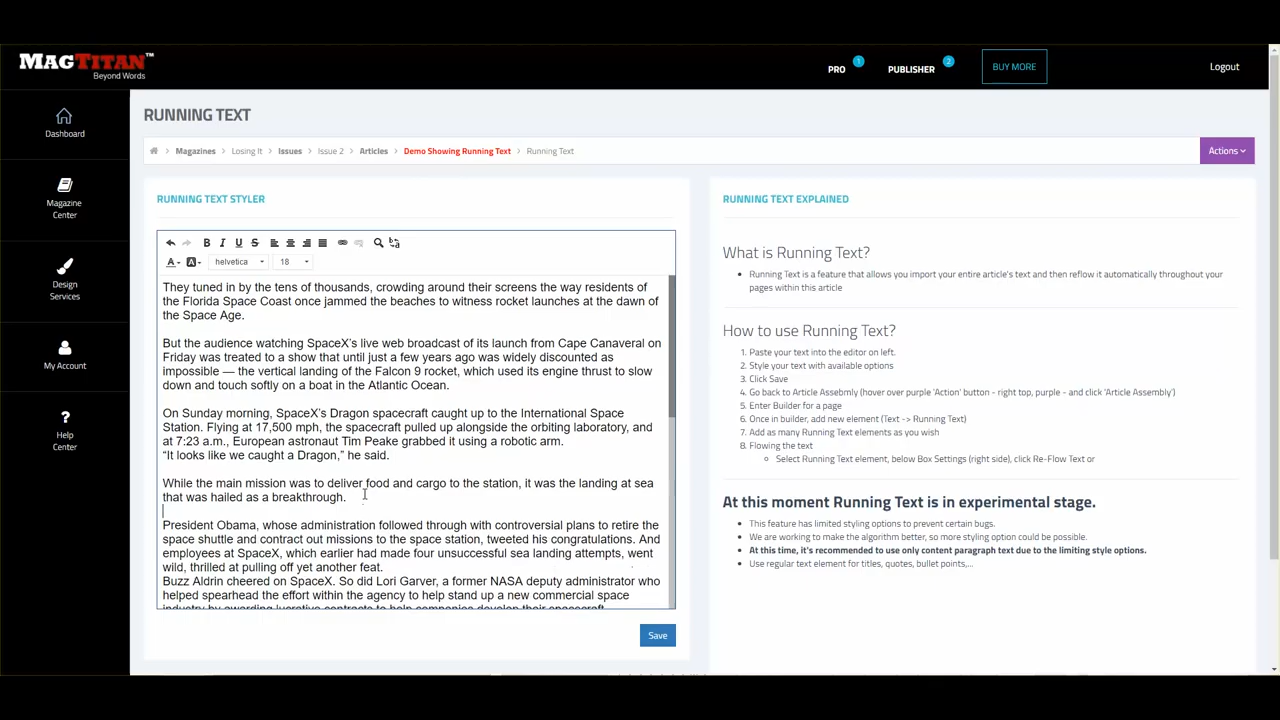 MAGTITAN™
Beyond Words
PRO 1
PUBLISHER 2
BUY MORE
Logout
Dashboard
Magazine
Center
Design
Services
My Account
Help
Center
RUNNING TEXT
Magazines > Losing It > Issues > Issue 2 > Articles > Demo Showing Running Text > Running Text
Actions
RUNNING TEXT STYLER
B I U S
A A helvetica 18
They tuned in by the tens of thousands, crowding around their screens the way residents of
the Florida Space Coast once jammed the beaches to witness rocket launches at the dawn of
the Space Age.
But the audience watching SpaceX's live web broadcast of its launch from Cape Canaveral on
Friday was treated to a show that until just a few years ago was widely discounted as
impossible — the vertical landing of the Falcon 9 rocket, which used its engine thrust to slow
down and touch softly on a boat in the Atlantic Ocean.
On Sunday morning, SpaceX's Dragon spacecraft caught up to the International Space
Station. Flying at 17,500 mph, the spacecraft pulled up alongside the orbiting laboratory, and
at 7:23 a.m., European astronaut Tim Peake grabbed it using a robotic arm.
“It looks like we caught a Dragon,” he said.
While the main mission was to deliver food and cargo to the station, it was the landing at sea
that was hailed as a breakthrough.
President Obama, whose administration followed through with controversial plans to retire the
space shuttle and contract out missions to the space station, tweeted his congratulations. And
employees at SpaceX, which earlier had made four unsuccessful sea landing attempts, went
wild, thrilled at pulling off yet another feat.
Buzz Aldrin cheered on SpaceX. So did Lori Garver, a former NASA deputy administrator who
helped spearhead the effort within the agency to help stand up a new commercial space
industry by awarding lucrative contracts to help companies develop their spacecraft.
Save
RUNNING TEXT EXPLAINED
What is Running Text?
Running Text is a feature that allows you import your entire article's text and then reflow it automatically throughout your
pages within this article
How to use Running Text?
1. Paste your text into the editor on left.
2. Style your text with available options
3. Click Save
4. Go back to Article Assebmly (hover over purple 'Action' button - right top, purple - and click 'Article Assembly')
5. Enter Builder for a page
6. Once in builder, add new element (Text -> Running Text)
7. Add as many Running Text elements as you wish
8. Flowing the text
Select Running Text element, below Box Settings (right side), click Re-Flow Text or
At this moment Running Text is in experimental stage.
This feature has limited styling options to prevent certain bugs.
We are working to make the algorithm better, so more styling option could be possible.
At this time, it's recommended to use only content paragraph text due to the limiting style options.
Use regular text element for titles, quotes, bullet points,...